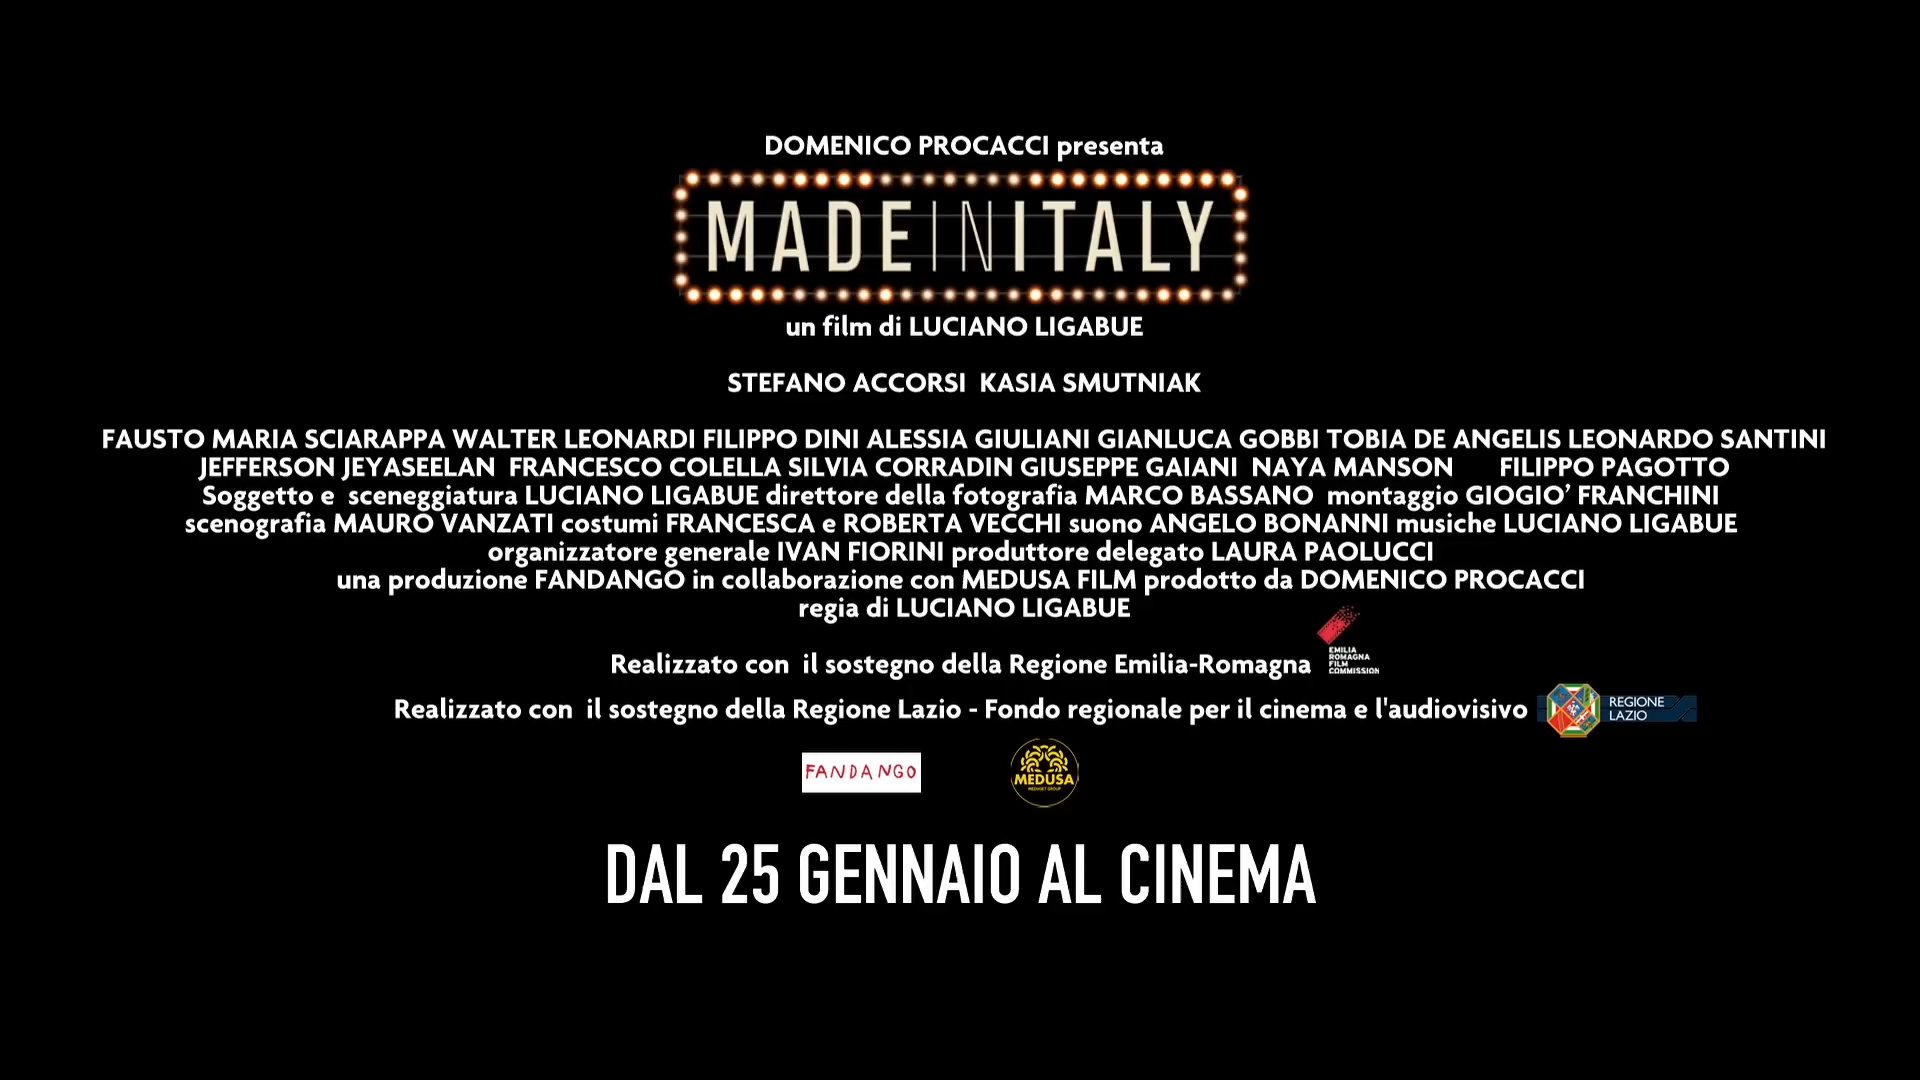 DOMENICO PROCACCI presenta
MADEINITALY
un film di LUCIANO LIGABUE
STEFANO ACCORSI KASIA SMUTNIAK
FAUSTO MARIA SCIARAPPA WALTER LEONARDI FILIPPO DINI ALESSIA GIULIANI GIANLUCA GOBBI TOBIA DE ANGELIS LEONARDO SANTINI
JEFFERSON JEYASEELAN FRANCESCO COLELLA SILVIA CORRADIN GIUSEPPE GAIANI NAYA MANSON FILIPPO PAGOTTO
Soggetto e sceneggiatura LUCIANO LIGABUE direttore della fotografia MARCO BASSANO montaggio GIOGIO’ FRANCHINI
scenografia MAURO VANZATI costumi FRANCESCA e ROBERTA VECCHI suono ANGELO BONANNI musiche LUCIANO LIGABUE
organizzatore generale IVAN FIORINI produttore delegato LAURA PAOLUCCI
una produzione FANDANGO in collaborazione con MEDUSA FILM prodotto da DOMENICO PROCACCI
regia di LUCIANO LIGABUE
Realizzato con il sostegno della Regione Emilia-Romagna
EMILIA
ROMAGNA
FILM
COMMISSION
Realizzato con il sostegno della Regione Lazio - Fondo regionale per il cinema e l'audiovisivo
REGIONE
LAZIO
FANDANGO
MEDUSA
MEDIASET GROUP
DAL 25 GENNAIO AL CINEMA